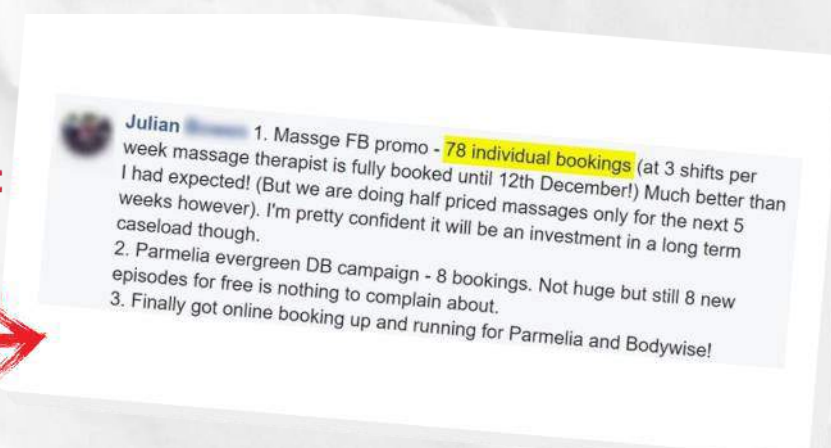 Julian 1. Massge FB promo - 78 individual bookings (at 3 shifts per
week massage therapist is fully booked until 12th December!) Much better than
I had expected! (But we are doing half priced massages only for the next 5
weeks however). I'm pretty confident it will be an investment in a long term
caseload though.
2. Parmelia evergreen DB campaign - 8 bookings. Not huge but still 8 new
episodes for free is nothing to complain about.
3. Finally got online booking up and running for Parmelia and Bodywise!